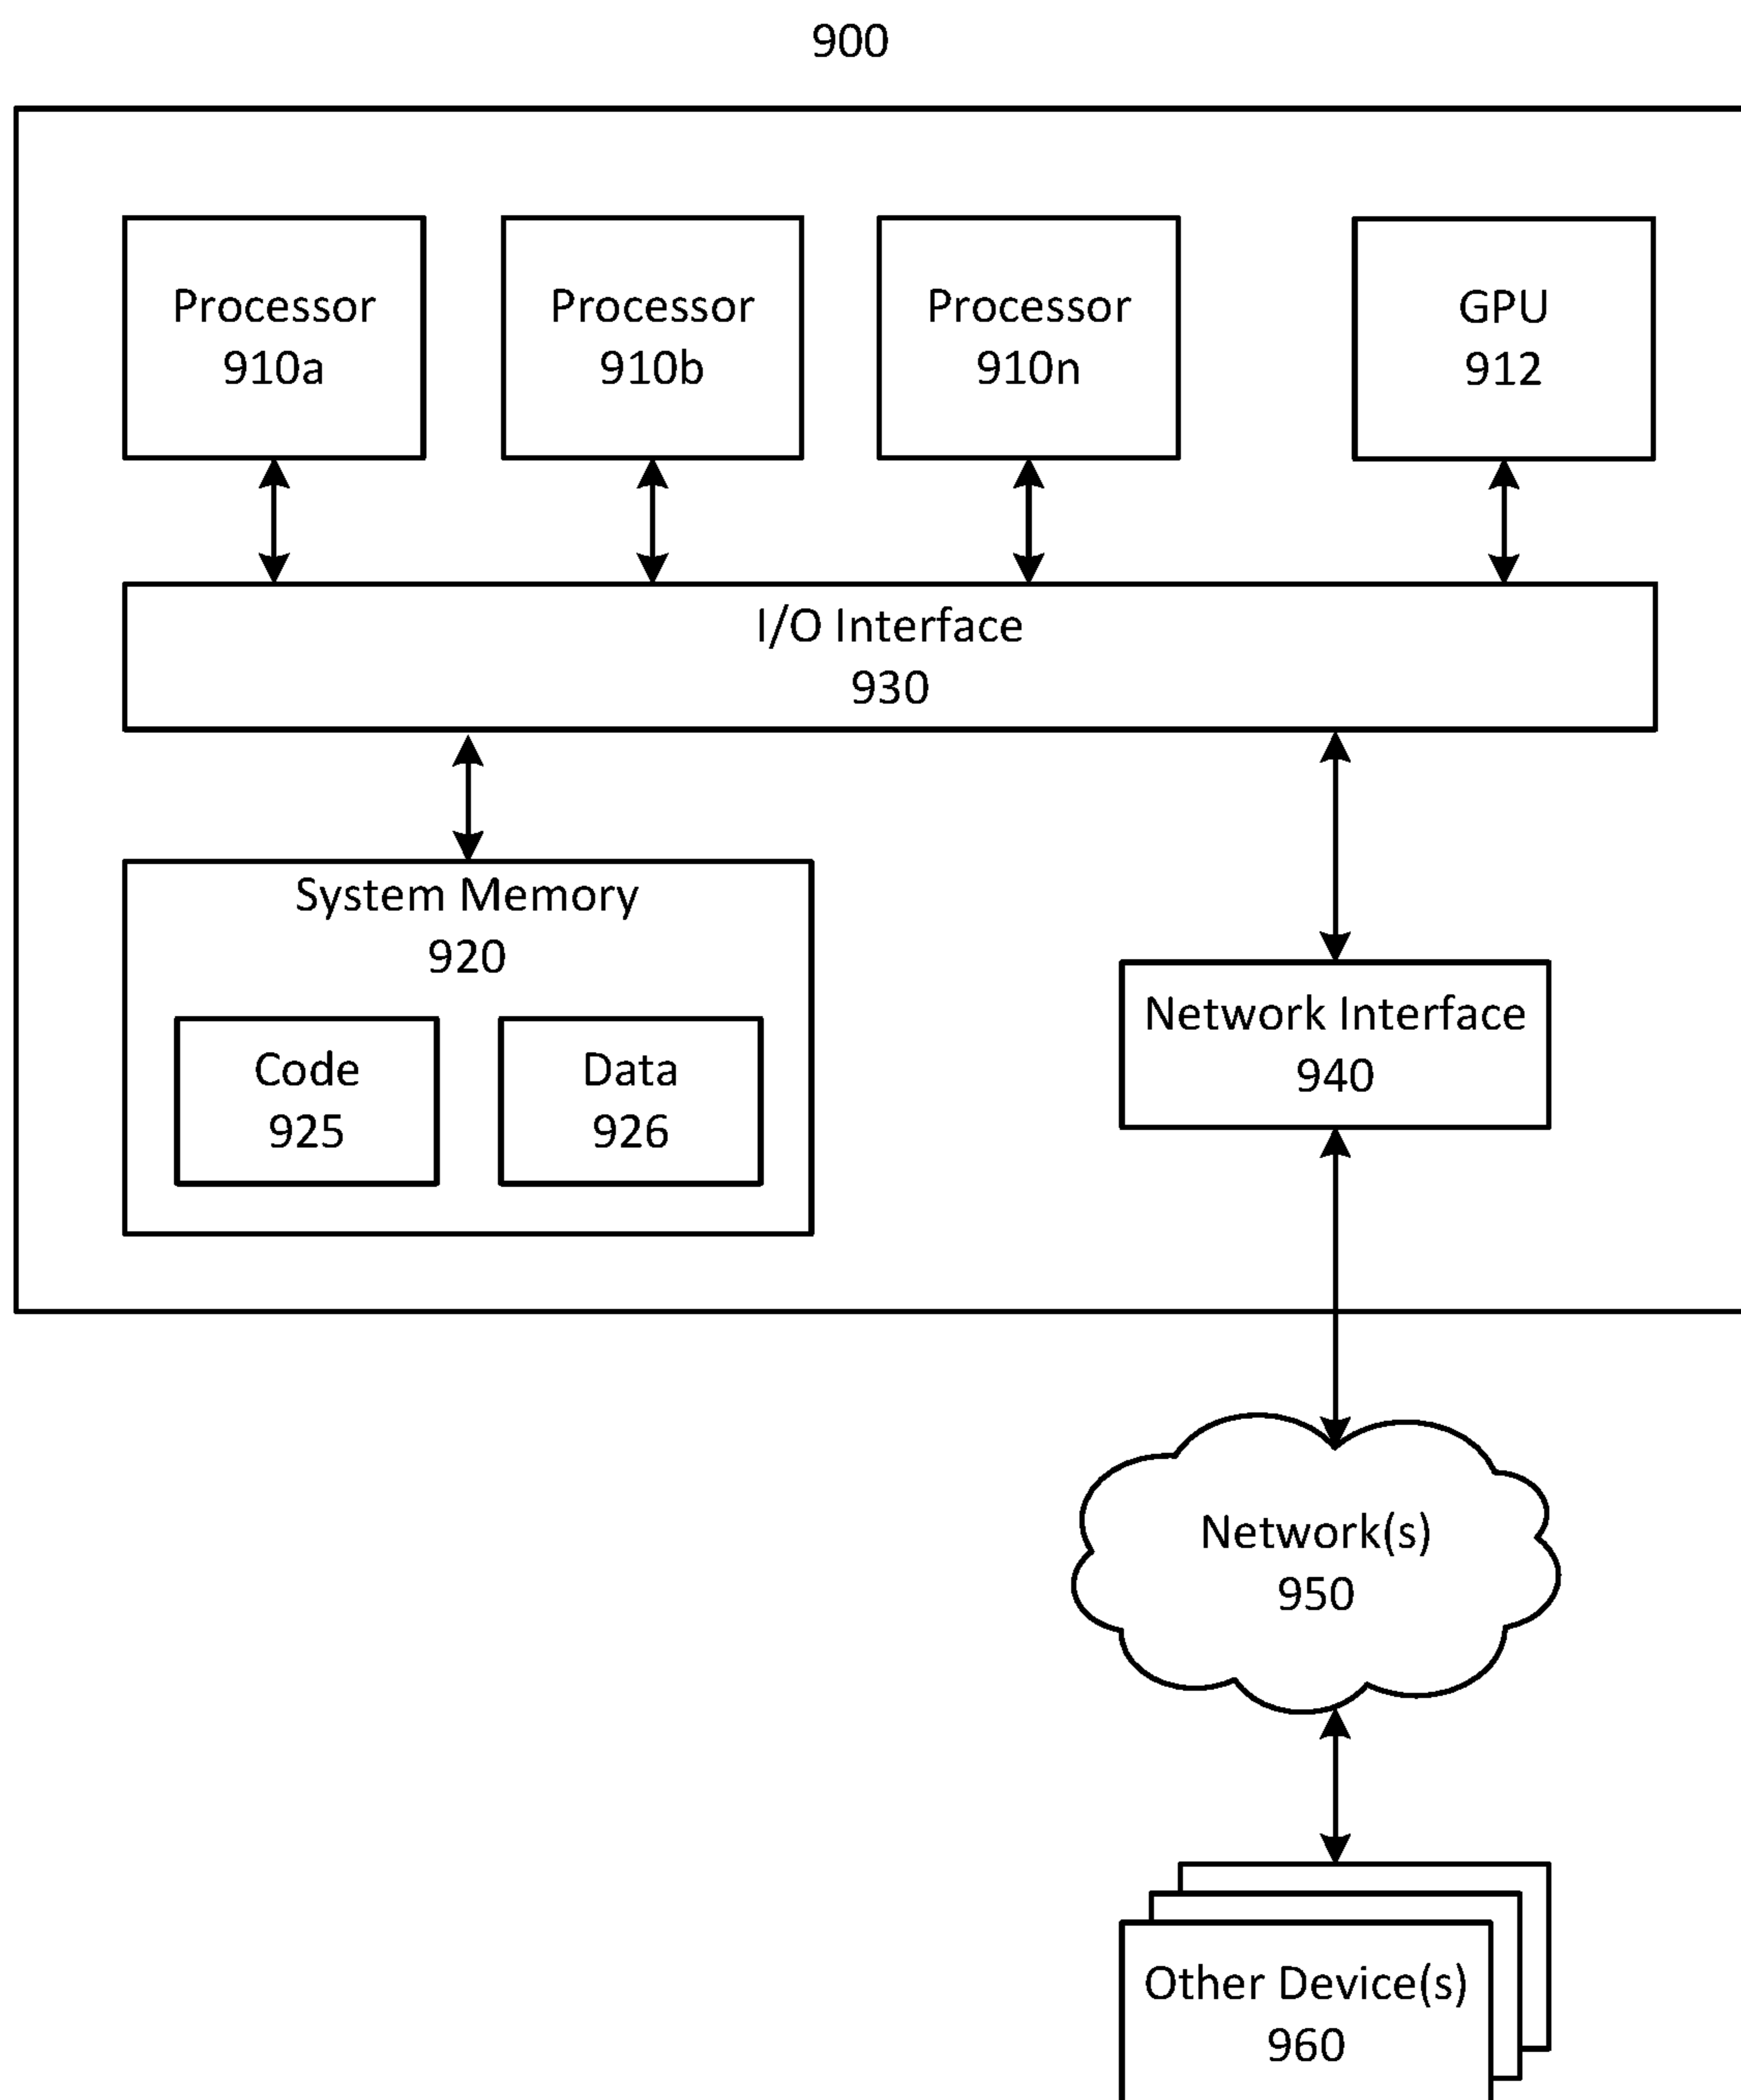 900
Processor
910a
Processor
910b
Processor
910n
GPU
912
I/O Interface
930
System Memory
920
Code
925
Data
926
Network Interface
940
Network(s)
950
Other Device(s)
960